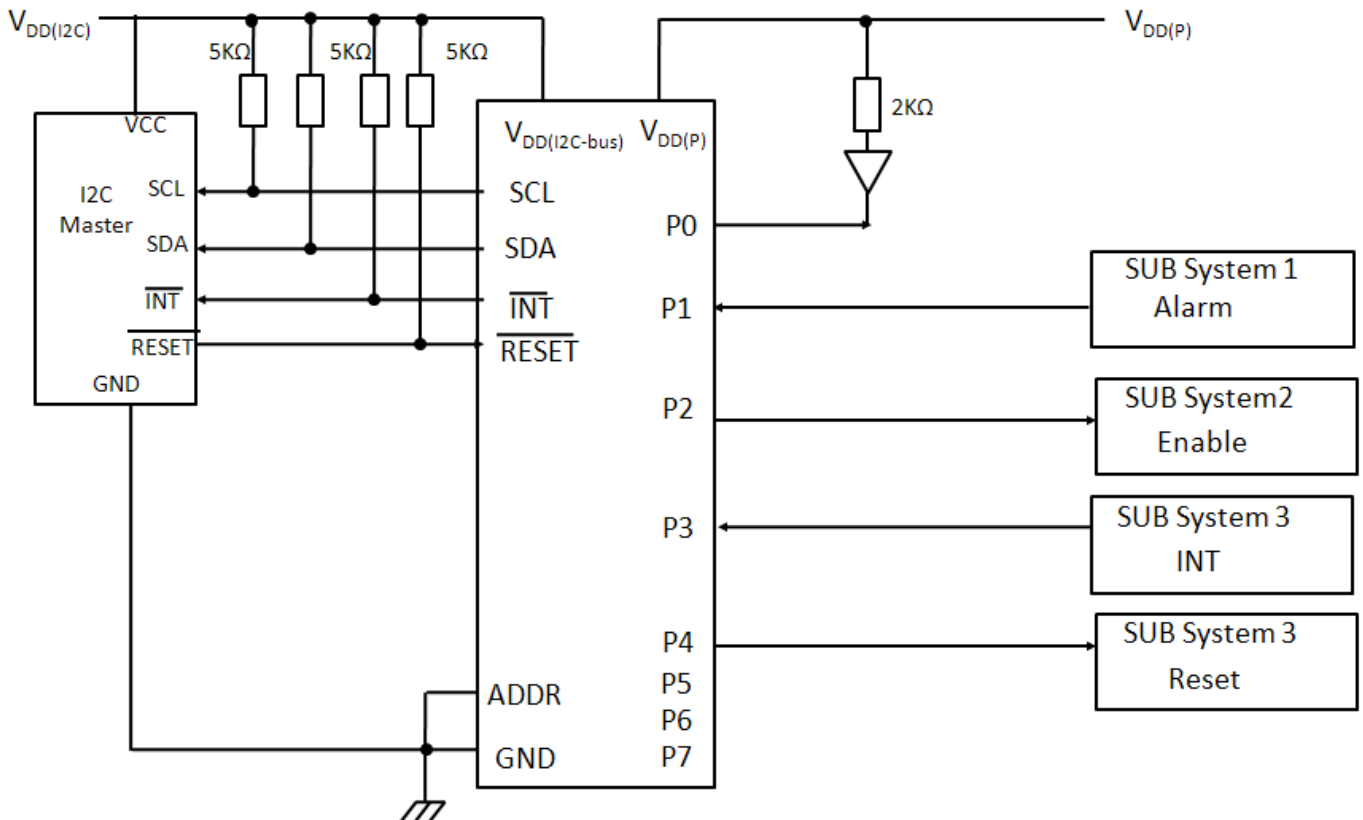 VDD(I2C)
5KΩ
5KΩ
5KΩ
VDD(P)
2KΩ
VCC
I2C
Master
SCL
SDA
INT
RESET
GND
VDD(I2C-bus)
VDD(P)
SCL
SDA
INT
RESET
ADDR
GND
P0
P1
P2
P3
P4
P5
P6
P7
SUB System 1
Alarm
SUB System2
Enable
SUB System 3
INT
SUB System 3
Reset